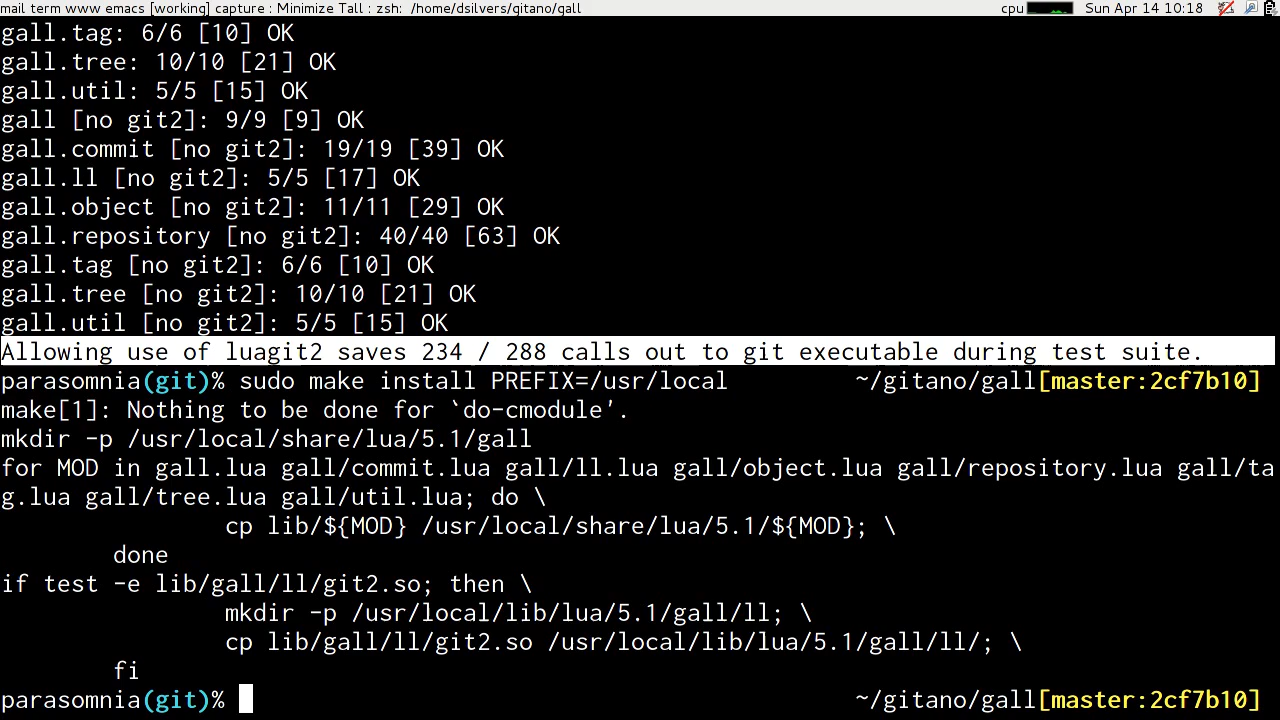 mail term www emacs [working] capture : Minimize Tall : zsh: /home/dsilvers/gitano/gall cpu Sun Apr 14 10:18
gall.tag: 6/6 [10] OK
gall.tree: 10/10 [21] OK
gall.util: 5/5 [15] OK
gall [no git2]: 9/9 [9] OK
gall.commit [no git2]: 19/19 [39] OK
gall.ll [no git2]: 5/5 [17] OK
gall.object [no git2]: 11/11 [29] OK
gall.repository [no git2]: 40/40 [63] OK
gall.tag [no git2]: 6/6 [10] OK
gall.tree [no git2]: 10/10 [21] OK
gall.util [no git2]: 5/5 [15] OK
Allowing use of luagit2 saves 234 / 288 calls out to git executable during test suite.
parasomnia(git)% sudo make install PREFIX=/usr/local ~/gitano/gall[master:2cf7b10]
make[1]: Nothing to be done for `do-cmodule'.
mkdir -p /usr/local/share/lua/5.1/gall
for MOD in gall.lua gall/commit.lua gall/ll.lua gall/object.lua gall/repository.lua gall/ta
g.lua gall/tree.lua gall/util.lua; do \
cp lib/${MOD} /usr/local/share/lua/5.1/${MOD}; \
done
if test -e lib/gall/ll/git2.so; then \
mkdir -p /usr/local/lib/lua/5.1/gall/ll; \
cp lib/gall/ll/git2.so /usr/local/lib/lua/5.1/gall/ll/; \
fi
parasomnia(git)% ~/gitano/gall[master:2cf7b10]